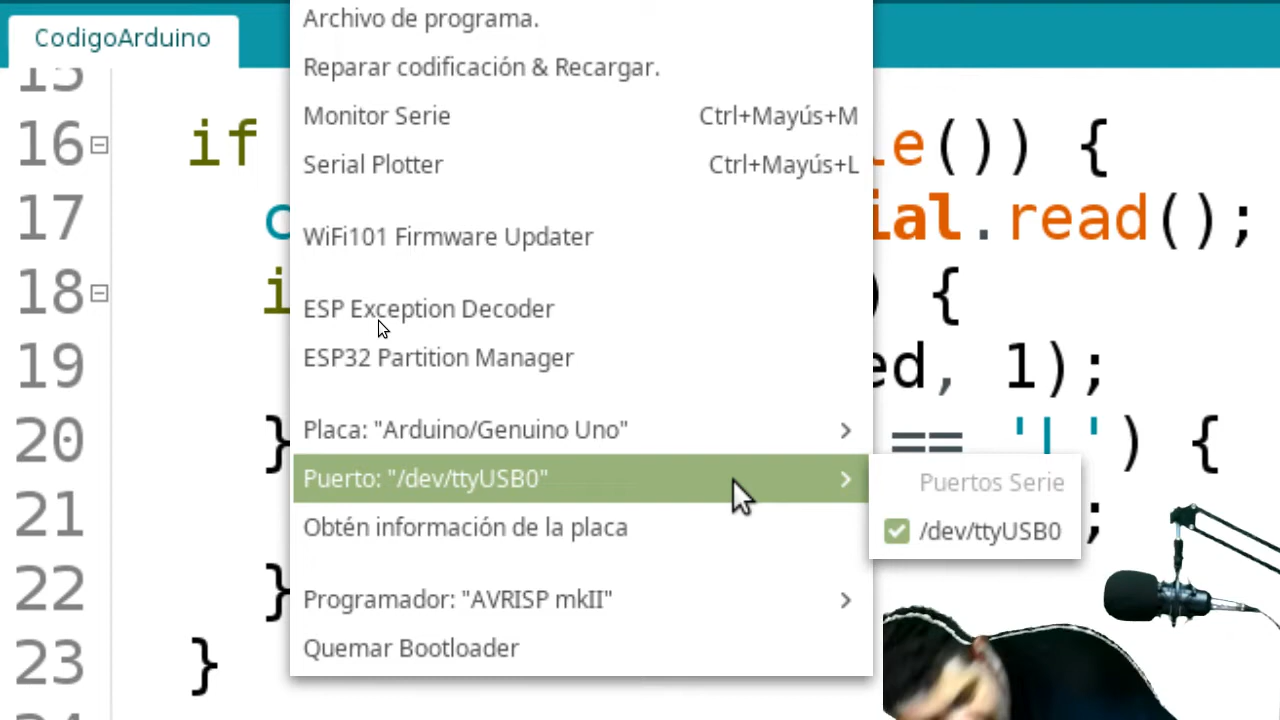 CodigoArduino
Archivo de programa.
Reparar codificación & Recargar.
Monitor Serie Ctrl+Mayús+M
Serial Plotter Ctrl+Mayús+L
WiFi101 Firmware Updater
ESP Exception Decoder
ESP32 Partition Manager
Placa: "Arduino/Genuino Uno"
Puerto: "/dev/ttyUSB0"
Obtén información de la placa
Programador: "AVRISP mkII"
Quemar Bootloader
Puertos Serie
/dev/ttyUSB0
15
16 if le()) {
17 c ial.read();
18 i ) {
19 ed, 1);
20 } == ' ') {
21 ;
22 }
23 }